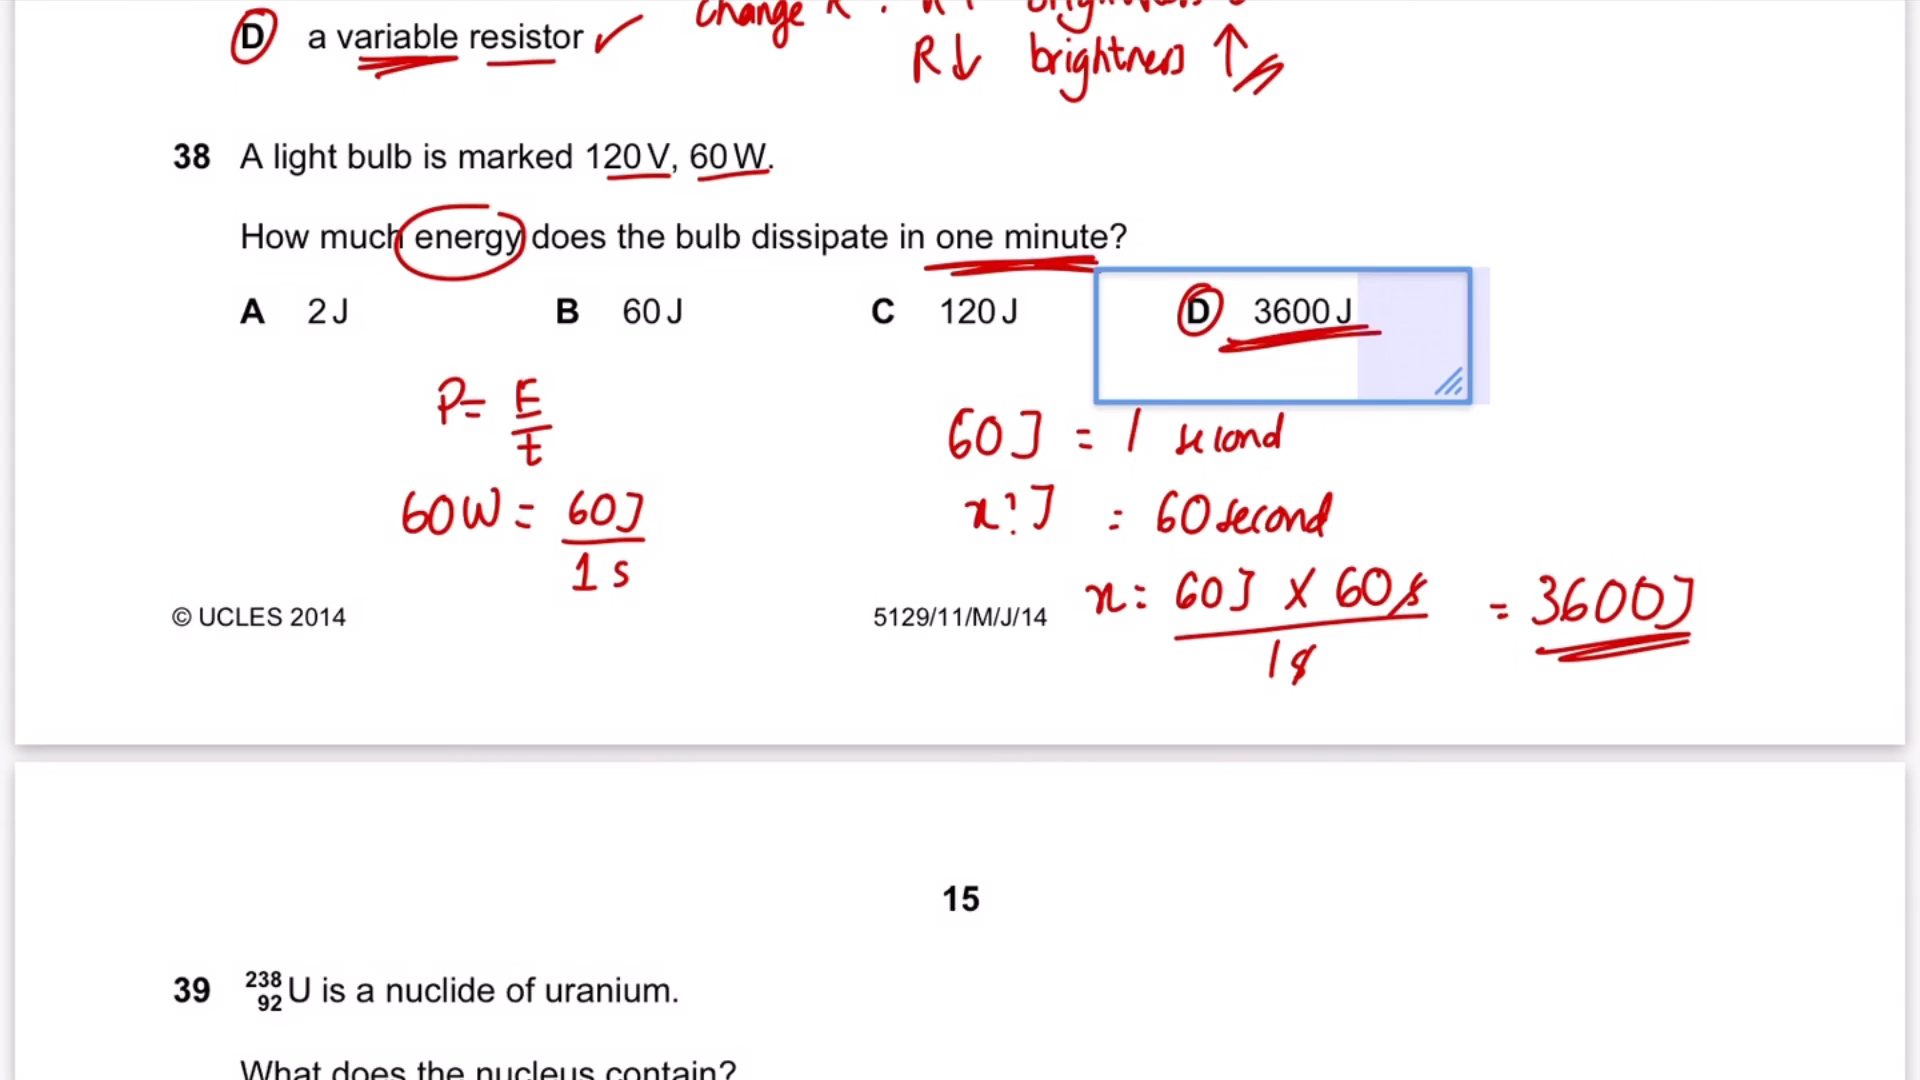 change R
D a variable resistor ✓
R↓ brightness ↑
38 A light bulb is marked 120 V, 60 W.
How much energy does the bulb dissipate in one minute?
A 2 J B 60 J C 120 J D 3600 J
P = E/t
60J = 1 second
60W = 60J/1s
x? J = 60 second
x = 60J × 60s/1s = 3600J
© UCLES 2014 5129/11/M/J/14
15
39 ²³⁸₉₂U is a nuclide of uranium.
What does the nucleus contain?